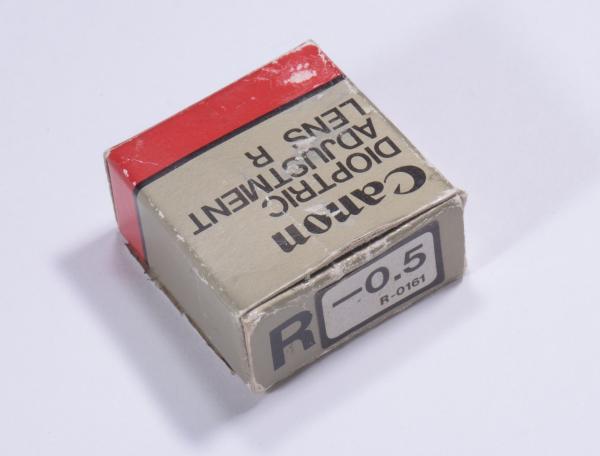 Canon
DIOPTRIC
ADJUSTMENT
LENS R
R
−0.5
R-0161